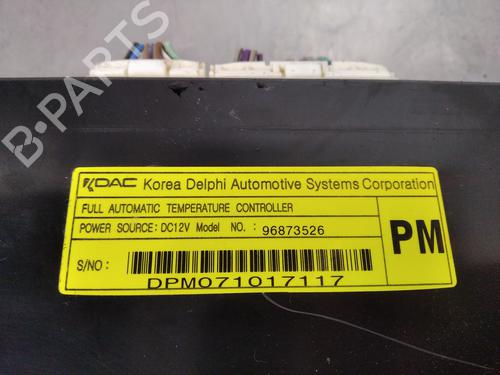 B-PARTS
KDAC Korea Delphi Automotive Systems Corporation
FULL AUTOMATIC TEMPERATURE CONTROLLER
POWER SOURCE: DC12V Model NO. : 96873526
PM
S/NO :
DPM071017117